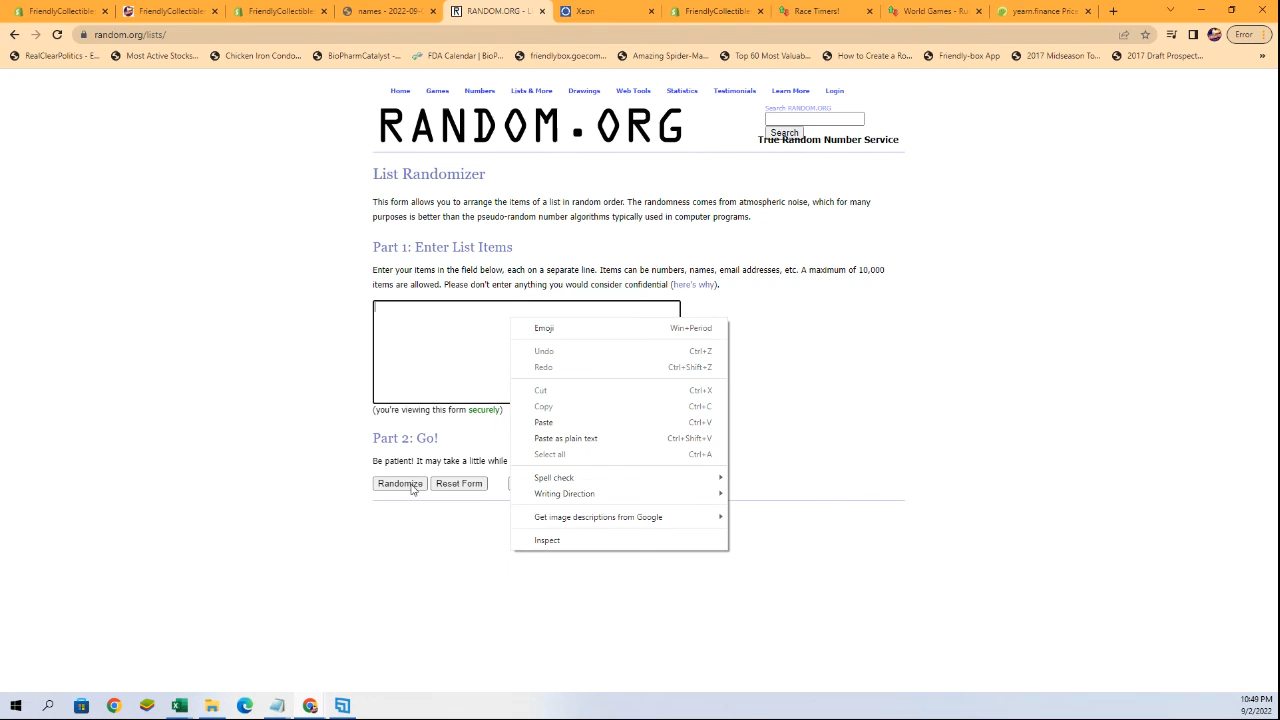 FriendlyCollectible
FriendlyCollectible
FriendlyCollectible
names - 2022-09-
RANDOM.ORG - L
Xeon
FriendlyCollectible
Race Timers!
World Games - Ru
yearn.finance Price
random.org/lists/
Error
RealClearPolitics - E...
Most Active Stocks...
Chicken Iron Condo...
BioPharmCatalyst -...
FDA Calendar | BioP...
friendlybox.goecom...
Amazing Spider-Ma...
Top 60 Most Valuab...
How to Create a Ro...
Friendly-box App
2017 Midseason To...
2017 Draft Prospect...
»
Home
Games
Numbers
Lists & More
Drawings
Web Tools
Statistics
Testimonials
Learn More
Login
RANDOM.ORG
Search RANDOM.ORG
Search
True Random Number Service
List Randomizer
This form allows you to arrange the items of a list in random order. The randomness comes from atmospheric noise, which for many
purposes is better than the pseudo-random number algorithms typically used in computer programs.
Part 1: Enter List Items
Enter your items in the field below, each on a separate line. Items can be numbers, names, email addresses, etc. A maximum of 10,000
items are allowed. Please don't enter anything you would consider confidential (here's why).
Emoji Win+Period
Undo Ctrl+Z
Redo Ctrl+Shift+Z
Cut Ctrl+X
Copy Ctrl+C
Paste Ctrl+V
Paste as plain text Ctrl+Shift+V
Select all Ctrl+A
Spell check
Writing Direction
Get image descriptions from Google
Inspect
(you're viewing this form securely)
Part 2: Go!
Be patient! It may take a little while
Randomize
Reset Form
10:49 PM
9/2/2022